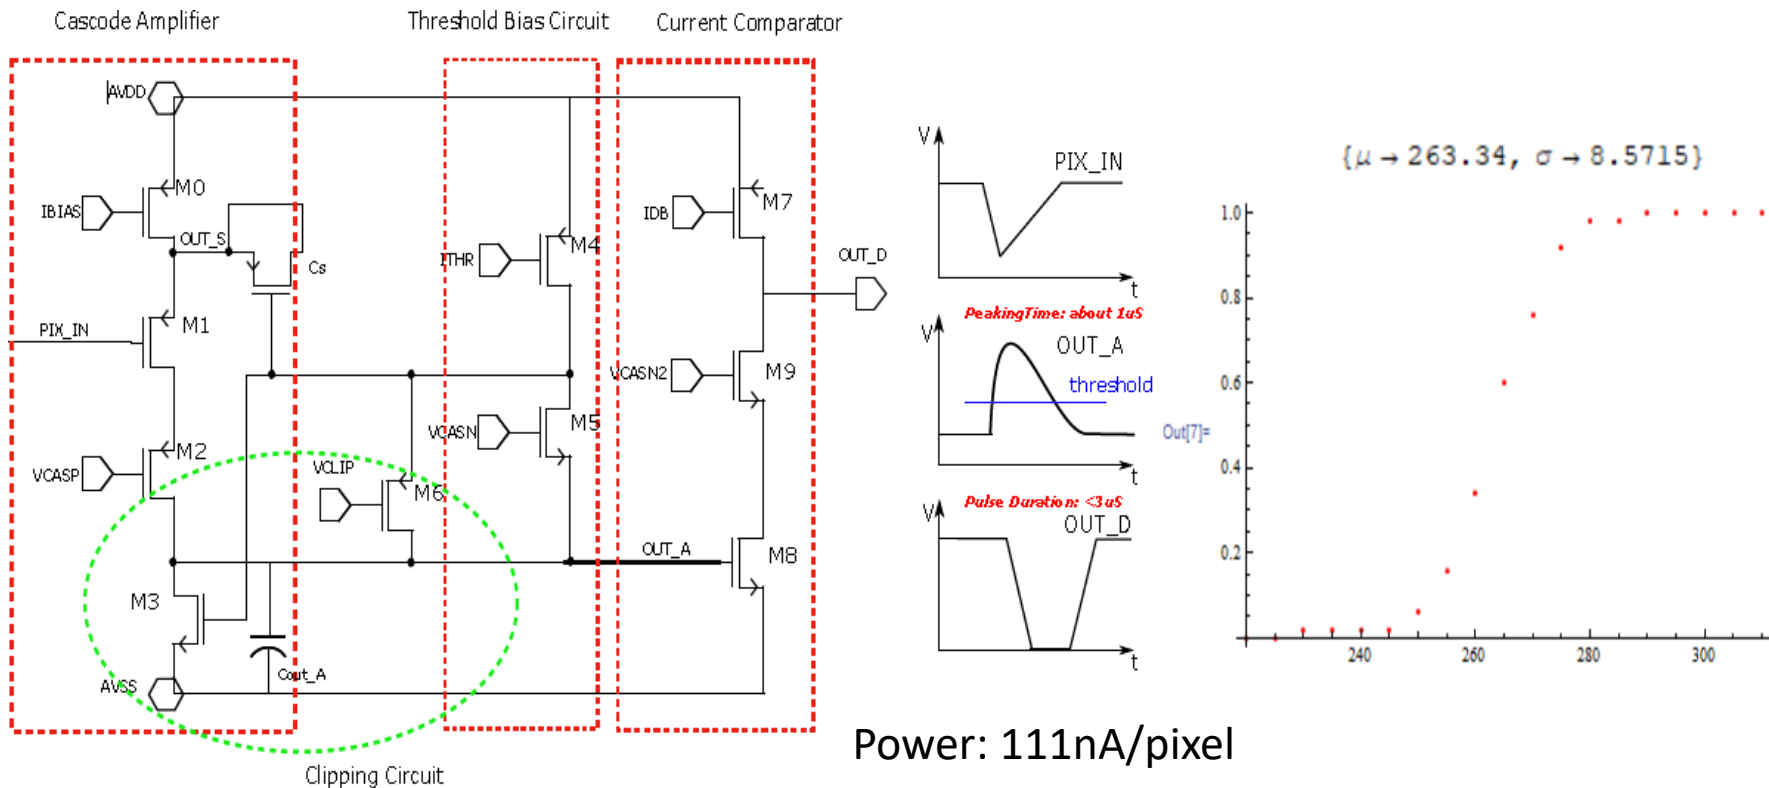 Cascode Amplifier
Threshold Bias Circuit
Current Comparator
AVDD
M0
IBIAS
OUT_S
Cs
M1
PIX_IN
M2
VCASP
VCLIP
M6
M3
Cout_A
AVSS
Clipping Circuit
ITHR
M4
VCASN
M5
OUT_A
IDB
M7
OUT_D
VCASN2
M9
M8
V
PIX_IN
t
PeakingTime: about 1uS
V
OUT_A
threshold
t
Pulse Duration: <3uS
V
OUT_D
t
Power: 111nA/pixel
{μ → 263.34, σ → 8.5715}
1.0
0.8
0.6
Out[7]=
0.4
0.2
240 260 280 300